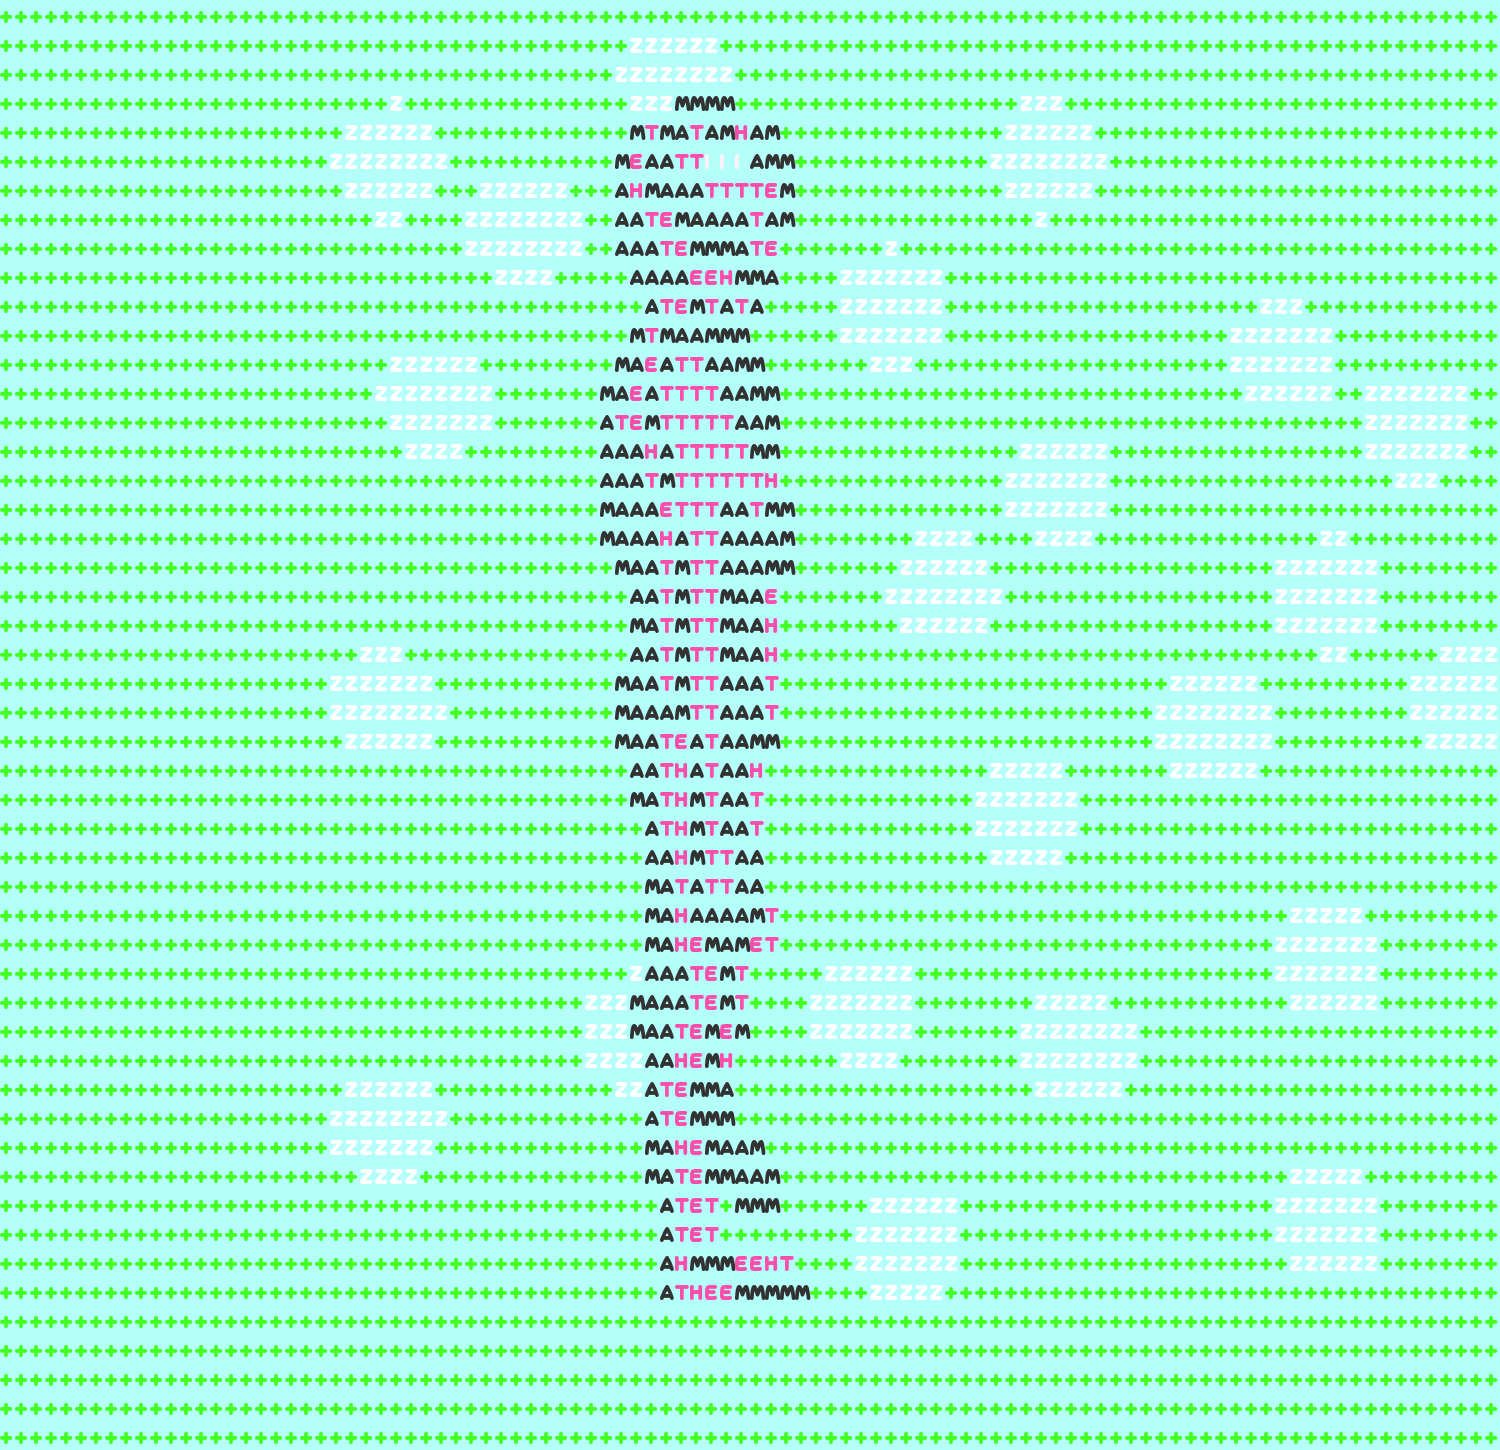 ZZZZZZ
ZZZZZZZZ
Z ZZZMMMM ZZZ
ZZZZZZ MTMATAMHAM ZZZZZZ
ZZZZZZZZ MEAATTIII AMM ZZZZZZZZ
ZZZZZZ ZZZZZZ AHMAAATTTTEM ZZZZZZ
ZZ ZZZZZZZZ AATEMAAAATAM Z
ZZZZZZZZ AAATEMMMATE Z
ZZZZ AAAAEEHMMA ZZZZZZZ
ATEMTATA ZZZZZZZ ZZZ
MTMAAMMM ZZZZZZZ ZZZZZZZ
ZZZZZZ MAEATTAAMM ZZZ ZZZZZZZ
ZZZZZZZZ MAEATTTTAAMM ZZZZZZ ZZZZZZZ
ZZZZZZZ ATEMTTTTTAAM ZZZZZZZ
ZZZZ AAAHATTTTTMM ZZZZZZ ZZZZZZZ
AAATMTTTTTTH ZZZZZZZ ZZZ
MAAAETTTAATMM ZZZZZZZ
MAAAHATTAAAAM ZZZZ ZZZZ ZZ
MAATMTTAAAMM ZZZZZZ ZZZZZZZ
AATMTTMAAE ZZZZZZZZ ZZZZZZZ
MATMTTMAAH ZZZZZZ ZZZZZZZ
ZZZ AATMTTMAAH ZZ ZZZZ
ZZZZZZZ MAATMTTAAAT ZZZZZZ ZZZZZZ
ZZZZZZZZ MAAAMTTAAAT ZZZZZZZZ ZZZZZZ
ZZZZZZ MAATEATAAMM ZZZZZZZZ ZZZZZ
AATHATAAH ZZZZZ ZZZZZZ
MATHMTAAT ZZZZZZZ
ATHMTAAT ZZZZZZZ
AAHMTTAA ZZZZZ
MATATTAA
MAHAAAAMT ZZZZZ
MAHEMAMET ZZZZZZZ
ZAAATEMT ZZZZZZ ZZZZZZZ
ZZZMAAATEMT ZZZZZZZ ZZZZZ ZZZZZZ
ZZZMAATEMEM ZZZZZZZ ZZZZZZZZ
ZZZZAAHEMH ZZZZ ZZZZZZZZ
ZZZZZZ ZZATEMMA ZZZZZZ
ZZZZZZZZ ATEMMM
ZZZZZZZ MAHEMAAM
ZZZZ MATEMMAAM ZZZZZ
ATET MMM ZZZZZZ ZZZZZZZ
ATET ZZZZZZZ ZZZZZZZ
AHMMMEEHT ZZZZZZZ ZZZZZZ
ATHEEMMMMM ZZZZZ